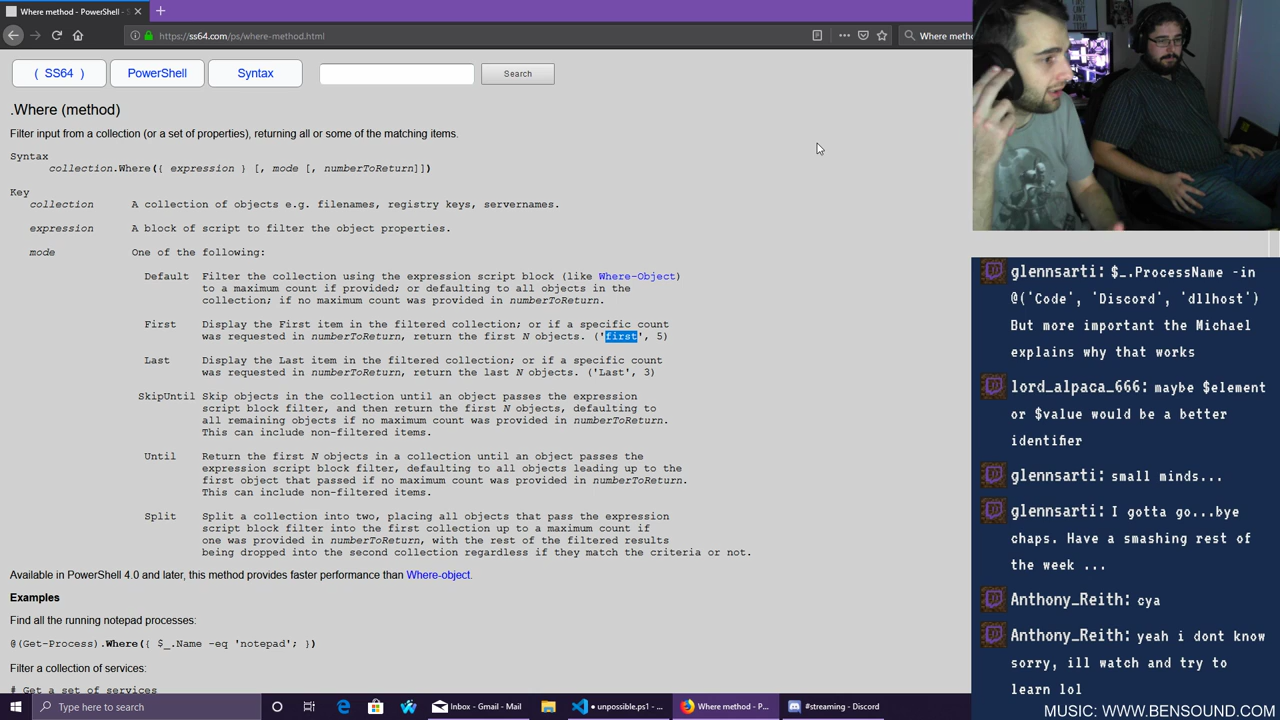 Where method - PowerShell - S
https://ss64.com/ps/where-method.html
Where meth
( SS64 )
PowerShell
Syntax
Search
.Where (method)
Filter input from a collection (or a set of properties), returning all or some of the matching items.
Syntax
collection.Where({ expression } [, mode [, numberToReturn]])
Key
collection A collection of objects e.g. filenames, registry keys, servernames.
expression A block of script to filter the object properties.
mode One of the following:
Default Filter the collection using the expression script block (like Where-Object)
to a maximum count if provided; or defaulting to all objects in the
collection; if no maximum count was provided in numberToReturn.
First Display the First item in the filtered collection; or if a specific count
was requested in numberToReturn, return the first N objects. ('first', 5)
Last Display the Last item in the filtered collection; or if a specific count
was requested in numberToReturn, return the last N objects. ('Last', 3)
SkipUntil Skip objects in the collection until an object passes the expression
script block filter, and then return the first N objects, defaulting to
all remaining objects if no maximum count was provided in numberToReturn.
This can include non-filtered items.
Until Return the first N objects in a collection until an object passes the
expression script block filter, defaulting to all objects leading up to the
first object that passed if no maximum count was provided in numberToReturn.
This can include non-filtered items.
Split Split a collection into two, placing all objects that pass the expression
script block filter into the first collection up to a maximum count if
one was provided in numberToReturn, with the rest of the filtered results
being dropped into the second collection regardless if they match the criteria or not.
Available in PowerShell 4.0 and later, this method provides faster performance than Where-object.
Examples
Find all the running notepad processes:
@(Get-Process).Where({ $_.Name -eq 'notepad'; })
Filter a collection of services:
# Get a set of services
glennsarti: $_.ProcessName -in
@('Code', 'Discord', 'dllhost')
But more important the Michael
explains why that works
lord_alpaca_666: maybe $element
or $value would be a better
identifier
glennsarti: small minds...
glennsarti: I gotta go...bye
chaps. Have a smashing rest of
the week ...
Anthony_Reith: cya
Anthony_Reith: yeah i dont know
sorry, ill watch and try to
learn lol
MUSIC: WWW.BENSOUND.COM
Type here to search
Inbox - Gmail - Mail
● unpossible.ps1 - ...
Where method - P...
#streaming - Discord